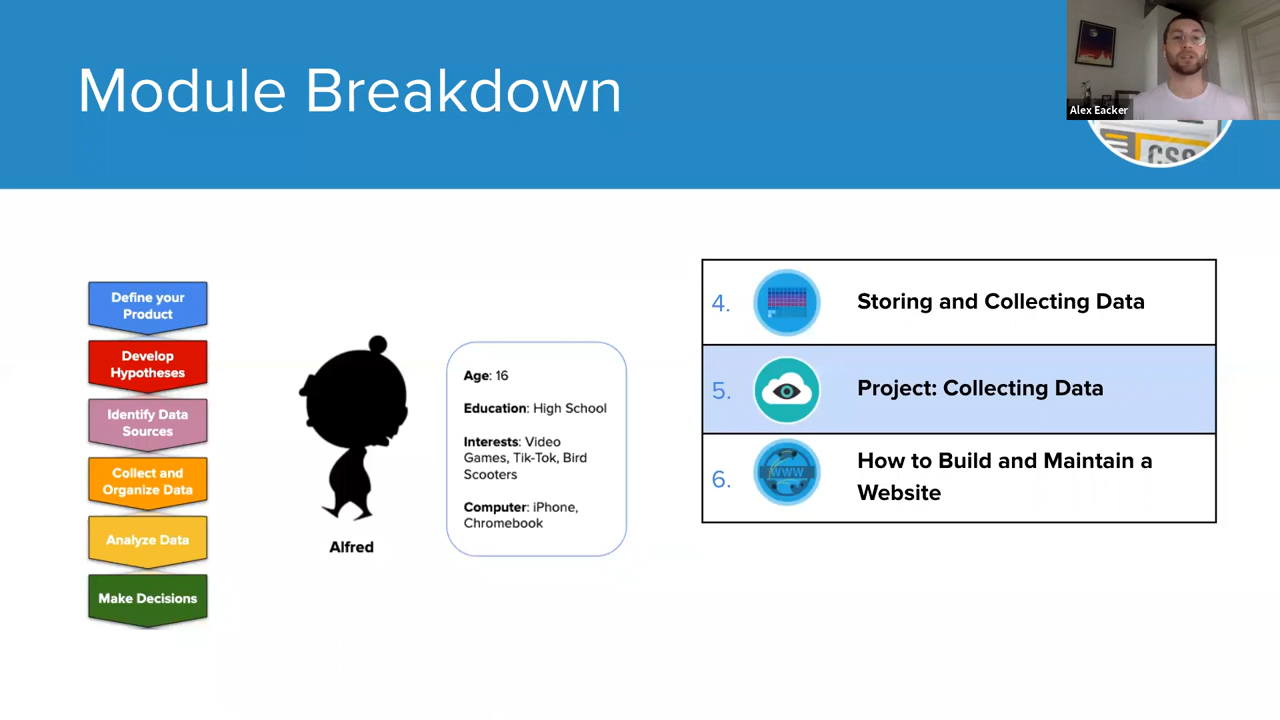 Module Breakdown
Alex Eacker
CSS
Define your
Product
Develop
Hypotheses
Identify Data
Sources
Collect and
Organize Data
Analyze Data
Make Decisions
Alfred
Age: 16
Education: High School
Interests: Video
Games, Tik-Tok, Bird
Scooters
Computer: iPhone,
Chromebook
4. Storing and Collecting Data
5. Project: Collecting Data
6. WWW How to Build and Maintain a
Website